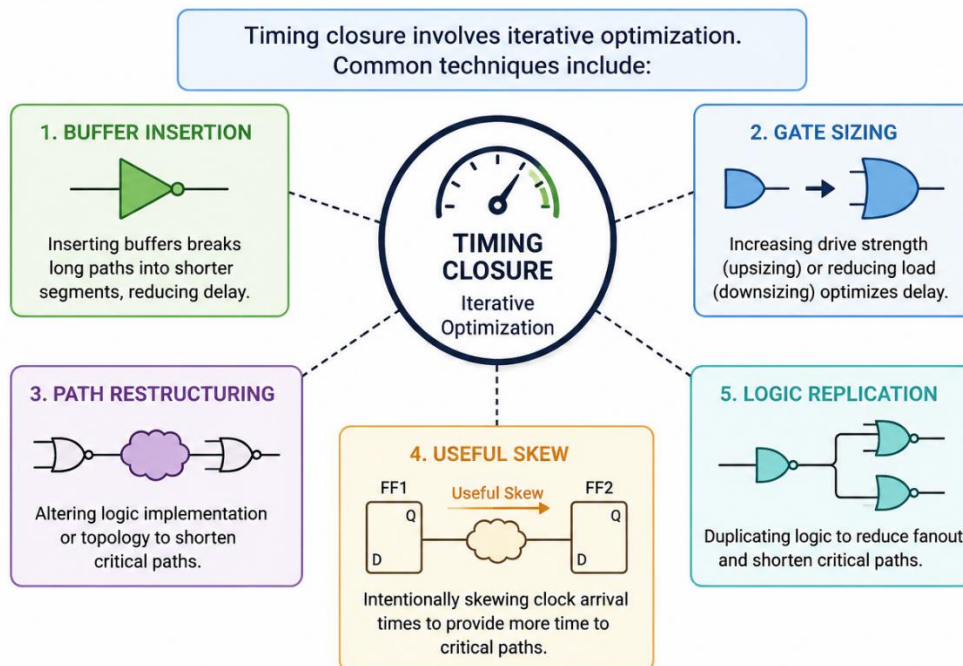 Timing closure involves iterative optimization.
Common techniques include:
1. BUFFER INSERTION
Inserting buffers breaks
long paths into shorter
segments, reducing delay.
2. GATE SIZING
Increasing drive strength
(upsizing) or reducing load
(downsizing) optimizes delay.
TIMING
CLOSURE
Iterative
Optimization
3. PATH RESTRUCTURING
Altering logic implementation
or topology to shorten
critical paths.
4. USEFUL SKEW
FF1
Useful Skew
FF2
Q
Q
D
D
Intentionally skewing clock arrival
times to provide more time to
critical paths.
5. LOGIC REPLICATION
Duplicating logic to reduce fanout
and shorten critical paths.